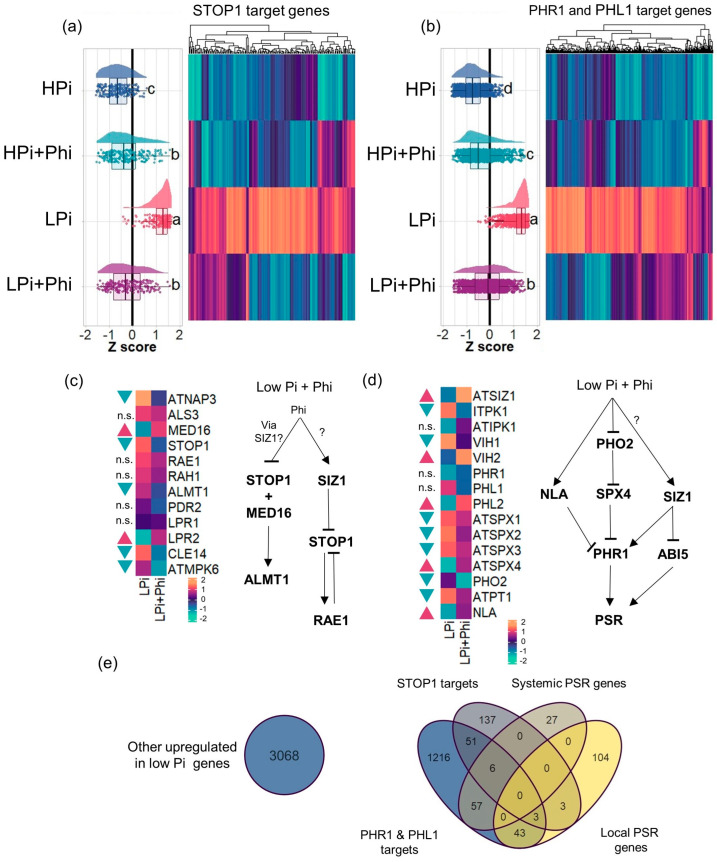 (a)
STOP1 target genes
HPi
c
HPi+Phi
b
LPi
a
LPi+Phi
b
-2 -1 0 1 2
Z score
(b)
PHR1 and PHL1 target genes
HPi
d
HPi+Phi
c
LPi
a
LPi+Phi
b
-2 -1 0 1 2
Z score
(c)
ATNAP3
n.s. ALS3
MED16
STOP1
n.s. RAE1
n.s. RAH1
ALMT1
n.s. PDR2
n.s. LPR1
LPR2
CLE14
ATMPK6
LPi
LPi+Phi
2
1
0
-1
-2
Low Pi + Phi
Phi
Via
SIZ1?
?
STOP1
+
MED16
SIZ1
STOP1
ALMT1
RAE1
(d)
ATSIZ1
ITPK1
n.s. ATIPK1
VIH1
VIH2
n.s. PHR1
n.s. PHL1
PHL2
ATSPX1
ATSPX2
ATSPX3
ATSPX4
PHO2
ATPT1
NLA
LPi
LPi+Phi
2
1
0
-1
-2
Low Pi + Phi
?
PHO2
NLA
SPX4
SIZ1
PHR1
ABI5
PSR
(e)
Other upregulated
in low Pi genes
3068
STOP1 targets
Systemic PSR genes
137
27
1216
51
0
0
104
6
0
57
0
3
0
3
43
PHR1 & PHL1
targets
Local PSR
genes